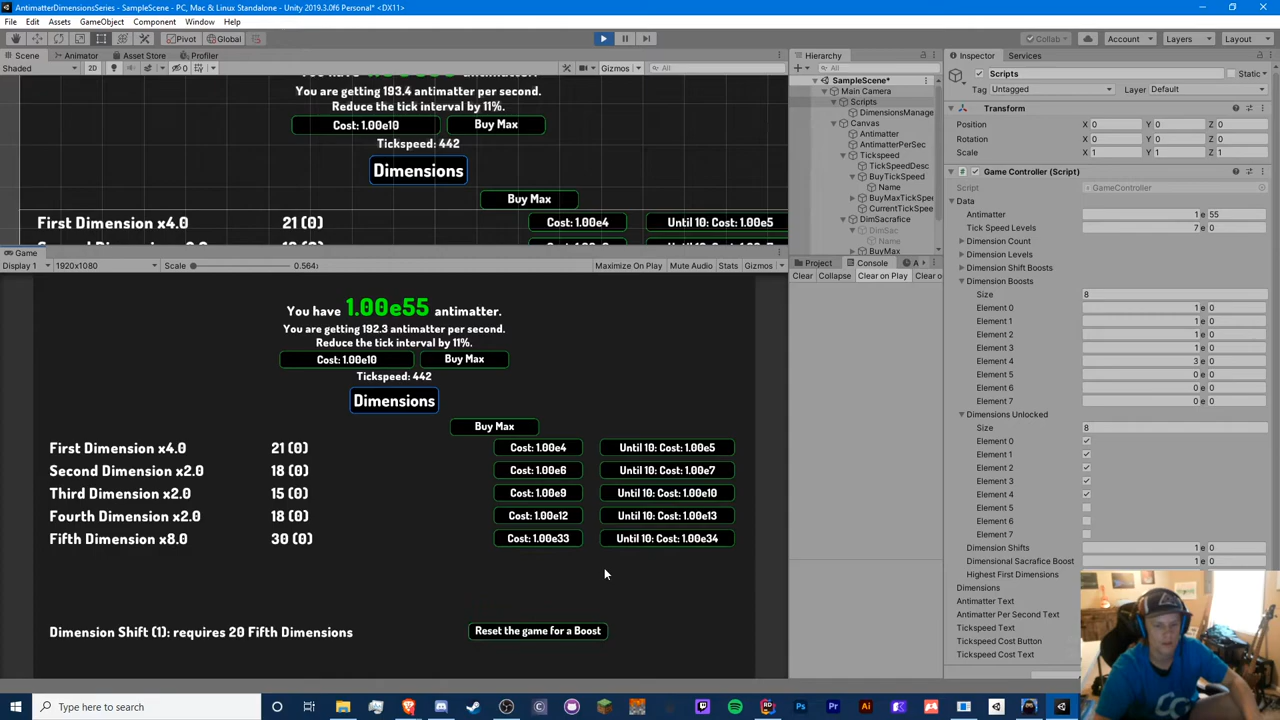 AntimatterDimensionsSeries - SampleScene - PC, Mac & Linux Standalone - Unity 2019.3.0f6 Personal* <DX11>
File Edit Assets GameObject Component Window Help
Pivot Global Collab Account Layers Layout
Scene Animator Asset Store Profiler
Shaded 2D 0 Gizmos All
You are getting 193.4 antimatter per second.
Reduce the tick interval by 11%.
Cost: 1.00e10 Buy Max
Tickspeed: 442
Dimensions
Buy Max
First Dimension x4.0 21 (0) Cost: 1.00e4 Until 10: Cost: 1.00e5
Game
Display 1 1920x1080 Scale 0.564 Maximize On Play Mute Audio Stats Gizmos
You have 1.00e55 antimatter.
You are getting 192.3 antimatter per second.
Reduce the tick interval by 11%.
Cost: 1.00e10 Buy Max
Tickspeed: 442
Dimensions
Buy Max
First Dimension x4.0 21 (0) Cost: 1.00e4 Until 10: Cost: 1.00e5
Second Dimension x2.0 18 (0) Cost: 1.00e6 Until 10: Cost: 1.00e7
Third Dimension x2.0 15 (0) Cost: 1.00e9 Until 10: Cost: 1.00e10
Fourth Dimension x2.0 18 (0) Cost: 1.00e12 Until 10: Cost: 1.00e13
Fifth Dimension x8.0 30 (0) Cost: 1.00e33 Until 10: Cost: 1.00e34
Dimension Shift (1): requires 20 Fifth Dimensions Reset the game for a Boost
Hierarchy
All
SampleScene*
Main Camera
Scripts
DimensionsManage
Canvas
Antimatter
AntimatterPerSec
Tickspeed
TickSpeedDesc
BuyTickSpeed
Name
BuyMaxTickSpee
CurrentTickSpee
DimSacrafice
DimSac
Name
BuyMax
Project Console A
Clear Collapse Clear on Play Clear o
Inspector Services
Scripts Static
Tag Untagged Layer Default
Transform
Position X 0 Y 0 Z 0
Rotation X 0 Y 0 Z 0
Scale X 1 Y 1 Z 1
Game Controller (Script)
Script GameController
Data
Antimatter 1 e 55
Tick Speed Levels 7 e 0
Dimension Count
Dimension Levels
Dimension Shift Boosts
Dimension Boosts
Size 8
Element 0 1 e 0
Element 1 1 e 0
Element 2 1 e 0
Element 3 1 e 0
Element 4 3 e 0
Element 5 0 e 0
Element 6 0 e 0
Element 7 0 e 0
Dimensions Unlocked
Size 8
Element 0
Element 1
Element 2
Element 3
Element 4
Element 5
Element 6
Element 7
Dimension Shifts 1 e 0
Dimensional Sacrafice Boost 1 e 0
Highest First Dimensions
Dimensions
Antimatter Text
Antimatter Per Second Text
Tickspeed Text
Tickspeed Cost Button
Tickspeed Cost Text
Type here to search